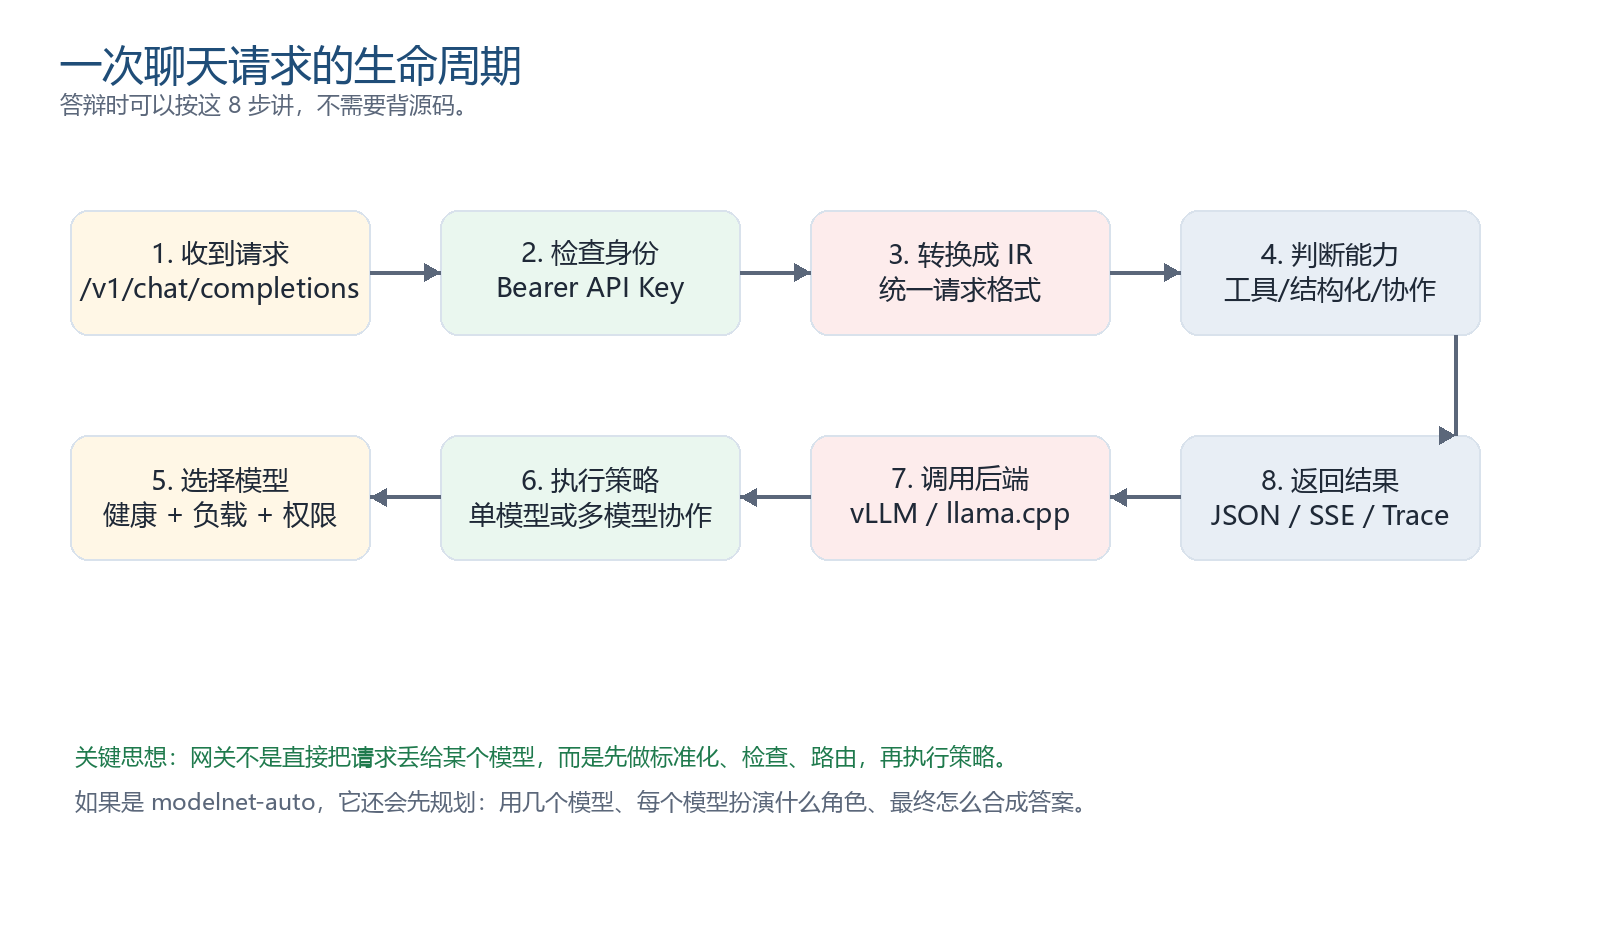 一次聊天请求的生命周期
答辩时可以按这 8 步讲，不需要背源码。
1. 收到请求
/v1/chat/completions
2. 检查身份
Bearer API Key
3. 转换成 IR
统一请求格式
4. 判断能力
工具/结构化/协作
5. 选择模型
健康 + 负载 + 权限
6. 执行策略
单模型或多模型协作
7. 调用后端
vLLM / llama.cpp
8. 返回结果
JSON / SSE / Trace
关键思想：网关不是直接把请求丢给某个模型，而是先做标准化、检查、路由，再执行策略。
如果是 modelnet-auto，它还会先规划：用几个模型、每个模型扮演什么角色、最终怎么合成答案。